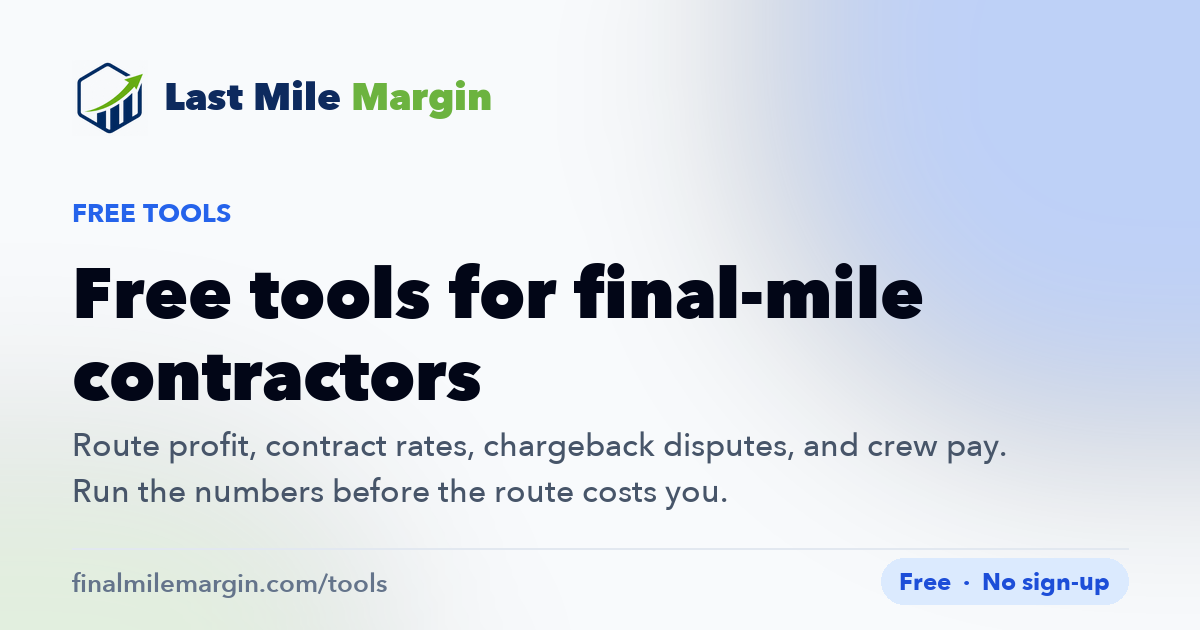 Last Mile Margin
FREE TOOLS
Free tools for final-mile
contractors
Route profit, contract rates, chargeback disputes, and crew pay.
Run the numbers before the route costs you.
finalmilemargin.com/tools
Free · No sign-up